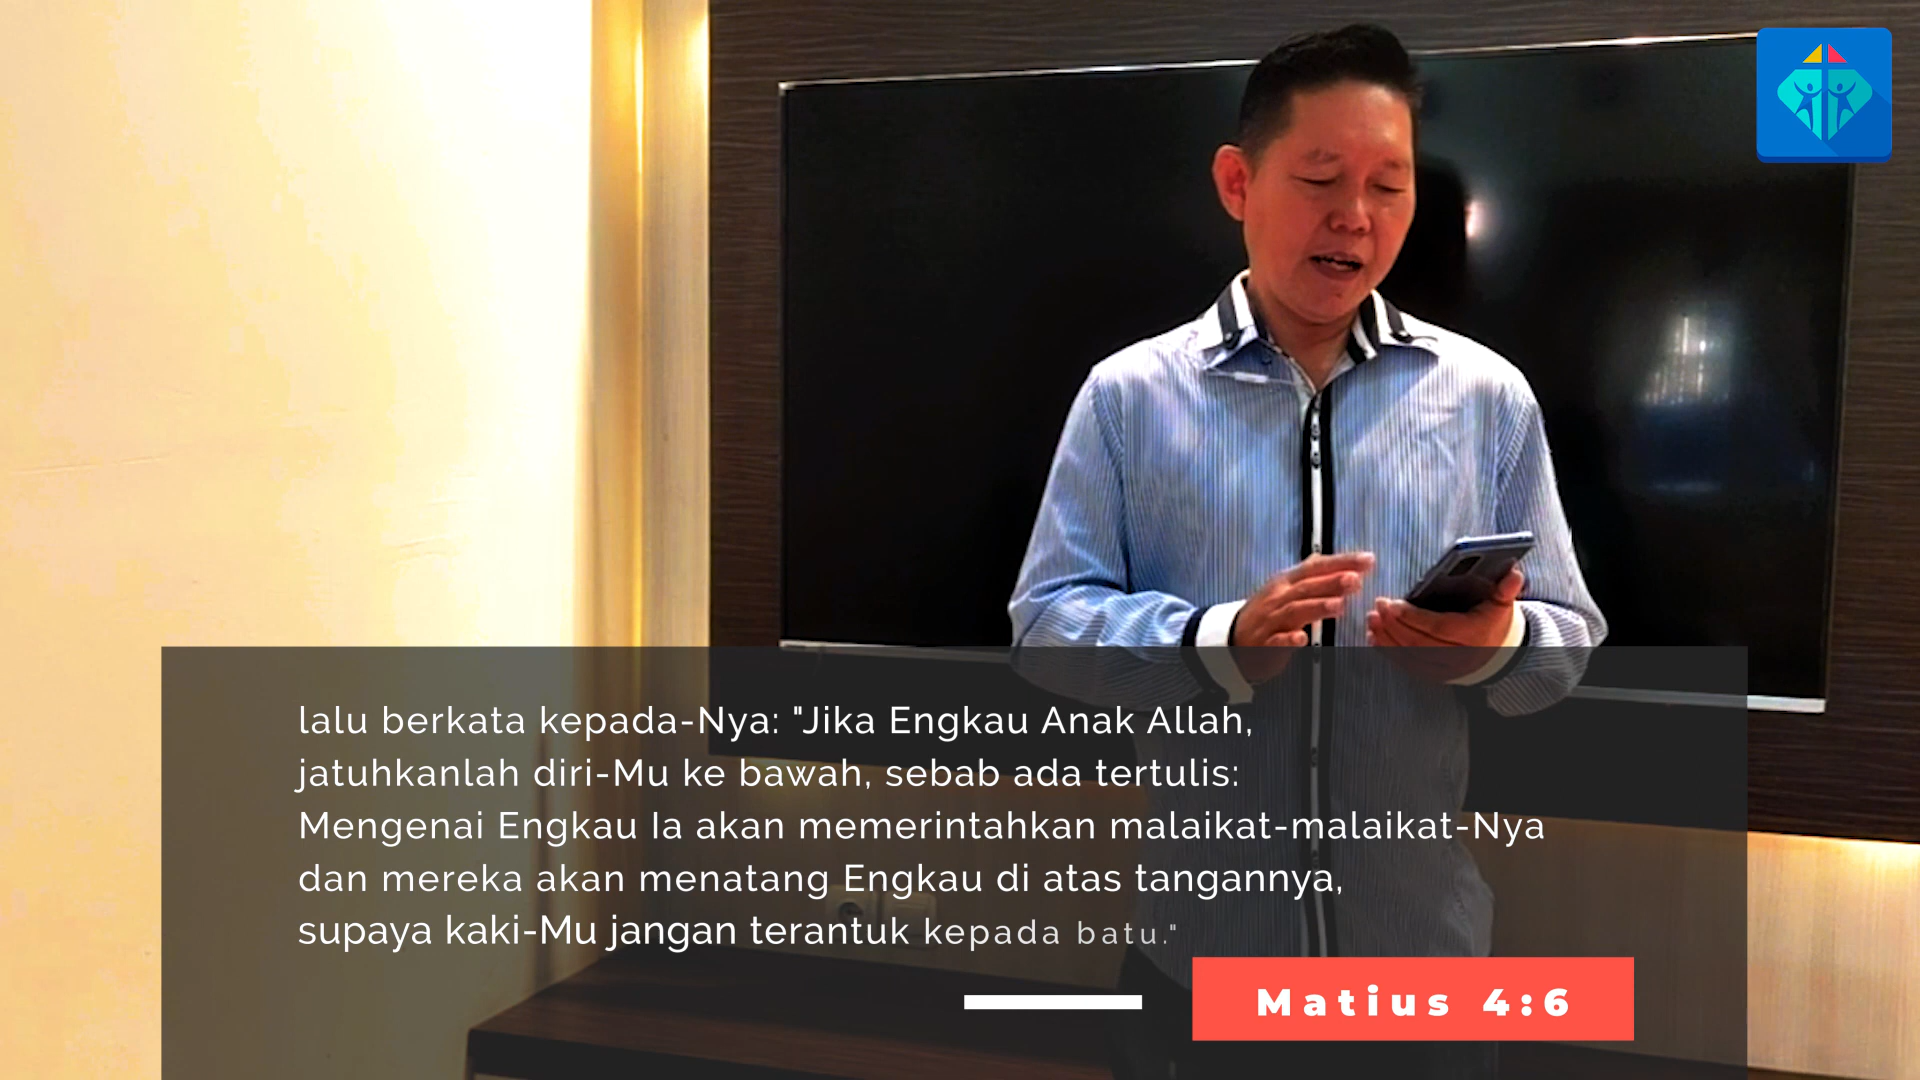 lalu berkata kepada-Nya: "Jika Engkau Anak Allah,
jatuhkanlah diri-Mu ke bawah, sebab ada tertulis:
Mengenai Engkau Ia akan memerintahkan malaikat-malaikat-Nya
dan mereka akan menatang Engkau di atas tangannya,
supaya kaki-Mu jangan terantuk kepada batu."
Matius 4:6